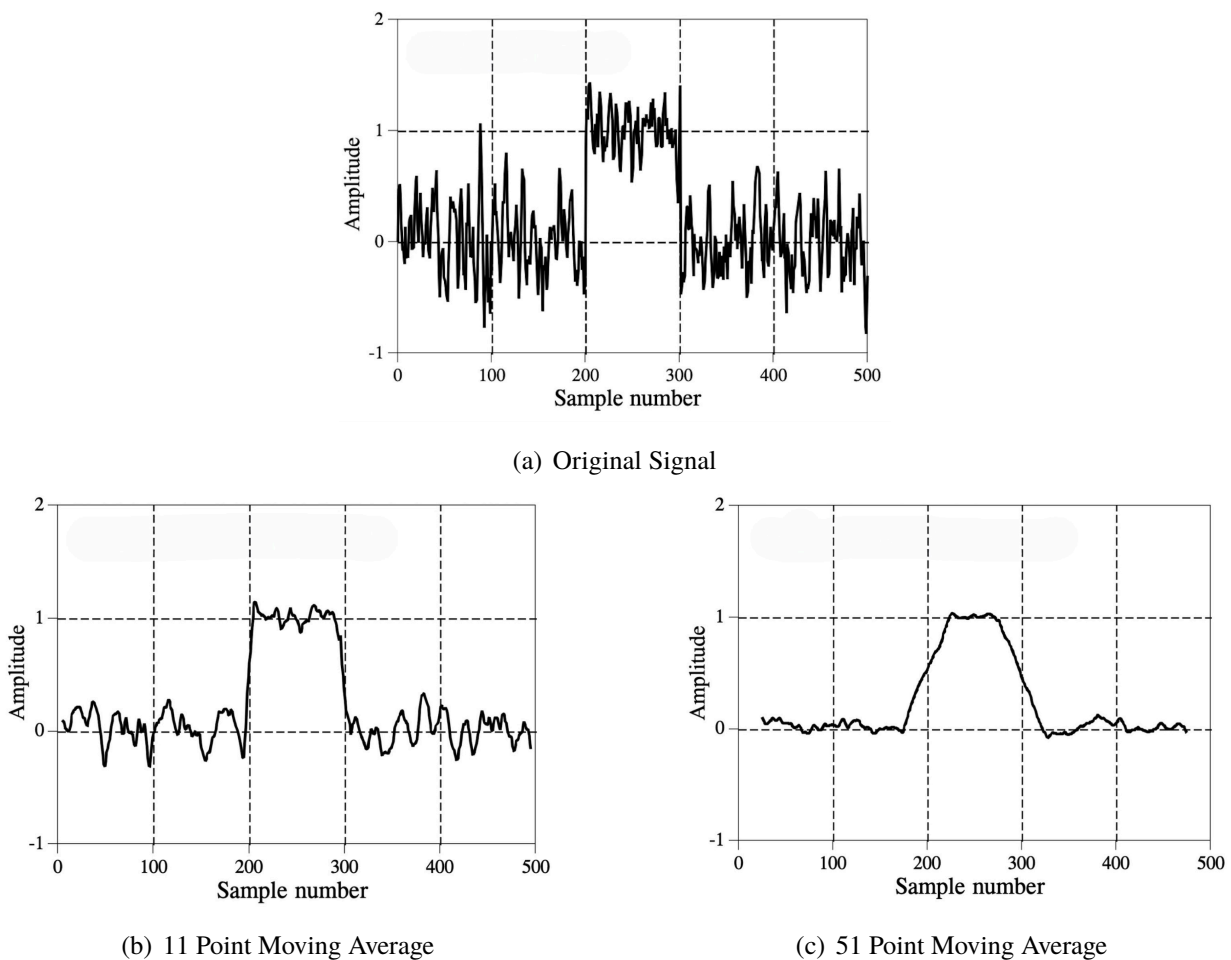 2
1
0
-1
Amplitude
0 100 200 300 400 500
Sample number
(a) Original Signal
2
1
0
-1
Amplitude
0 100 200 300 400 500
Sample number
(b) 11 Point Moving Average
2
1
0
-1
Amplitude
0 100 200 300 400 500
Sample number
(c) 51 Point Moving Average